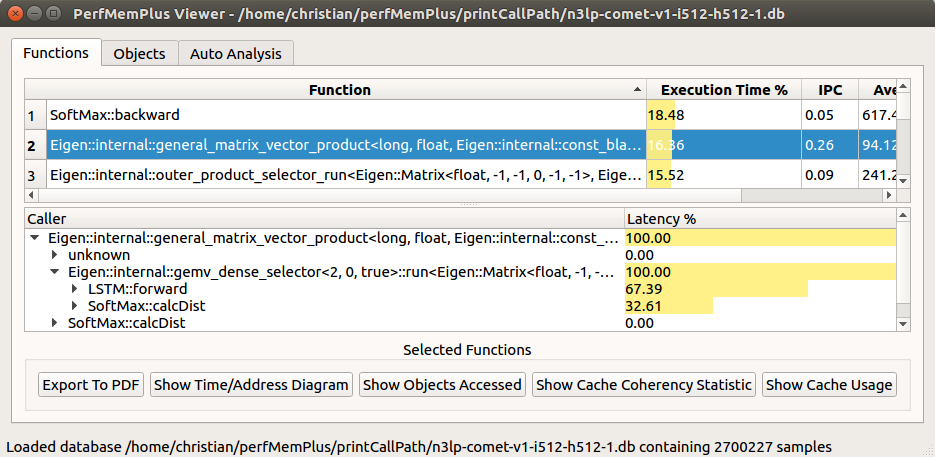 PerfMemPlus Viewer - /home/christian/perfMemPlus/printCallPath/n3lp-comet-v1-i512-h512-1.db
Functions Objects Auto Analysis
Function Execution Time % IPC Ave
1 SoftMax::backward 18.48 0.05 617.4
2 Eigen::internal::general_matrix_vector_product<long, float, Eigen::internal::const_bla... 16.36 0.26 94.12
3 Eigen::internal::outer_product_selector_run<Eigen::Matrix<float, -1, -1, 0, -1, -1>, Eige... 15.52 0.09 241.2
Caller Latency %
Eigen::internal::general_matrix_vector_product<long, float, Eigen::internal::const_... 100.00
unknown 0.00
Eigen::internal::gemv_dense_selector<2, 0, true>::run<Eigen::Matrix<float, -1, -... 100.00
LSTM::forward 67.39
SoftMax::calcDist 32.61
SoftMax::calcDist 0.00
Selected Functions
Export To PDF Show Time/Address Diagram Show Objects Accessed Show Cache Coherency Statistic Show Cache Usage
Loaded database /home/christian/perfMemPlus/printCallPath/n3lp-comet-v1-i512-h512-1.db containing 2700227 samples